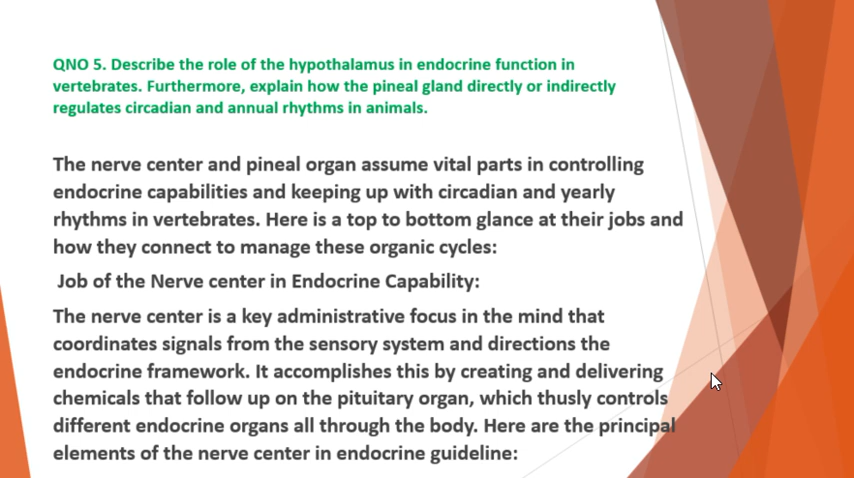 QNO 5. Describe the role of the hypothalamus in endocrine function in
vertebrates. Furthermore, explain how the pineal gland directly or indirectly
regulates circadian and annual rhythms in animals.
The nerve center and pineal organ assume vital parts in controlling
endocrine capabilities and keeping up with circadian and yearly
rhythms in vertebrates. Here is a top to bottom glance at their jobs and
how they connect to manage these organic cycles:
Job of the Nerve center in Endocrine Capability:
The nerve center is a key administrative focus in the mind that
coordinates signals from the sensory system and directions the
endocrine framework. It accomplishes this by creating and delivering
chemicals that follow up on the pituitary organ, which thusly controls
different endocrine organs all through the body. Here are the principal
elements of the nerve center in endocrine guideline: